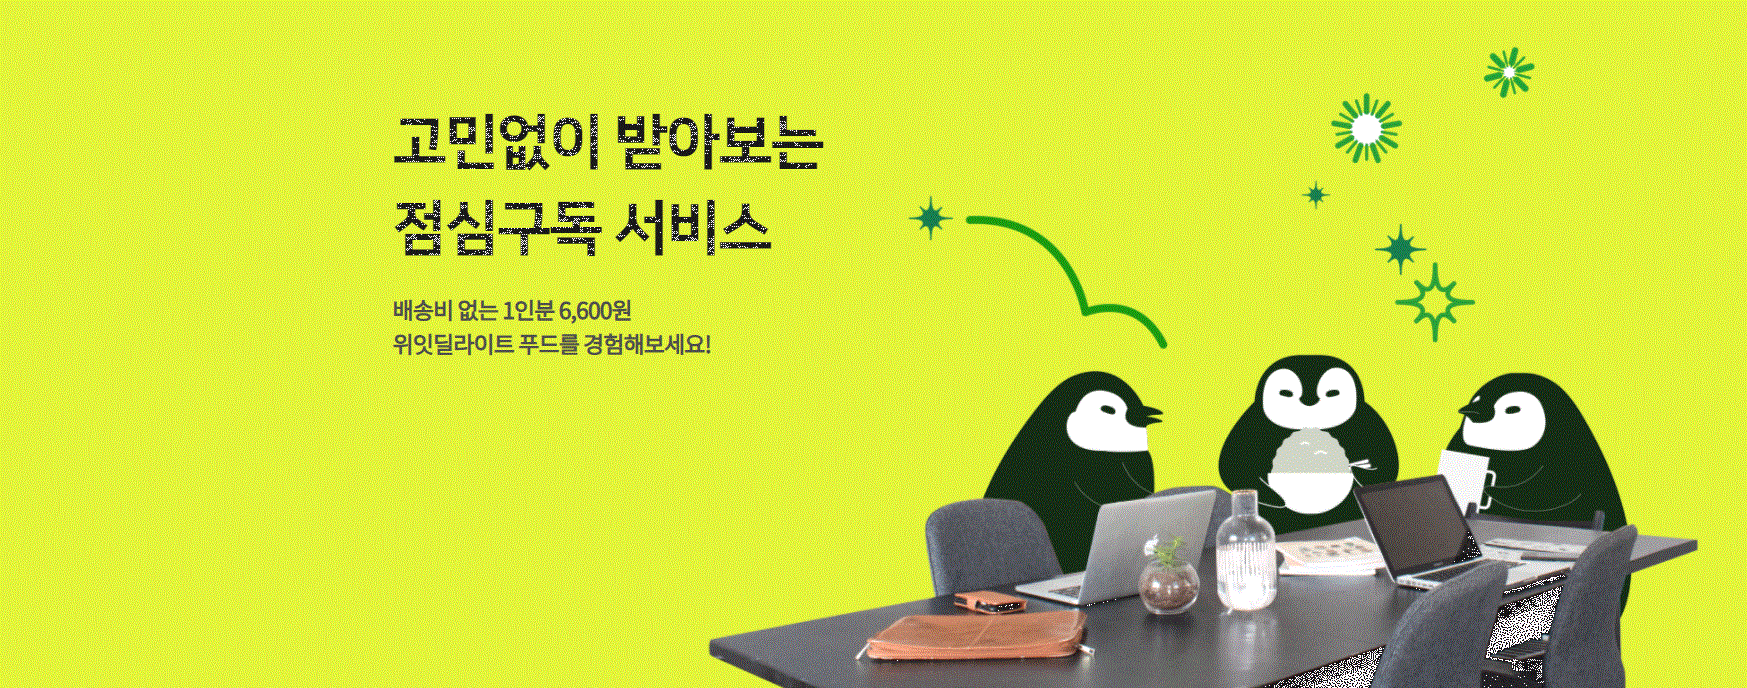 고민없이 받아보는
점심구독 서비스
배송비 없는 1인분 6,600원
위잇딜라이트 푸드를 경험해보세요!